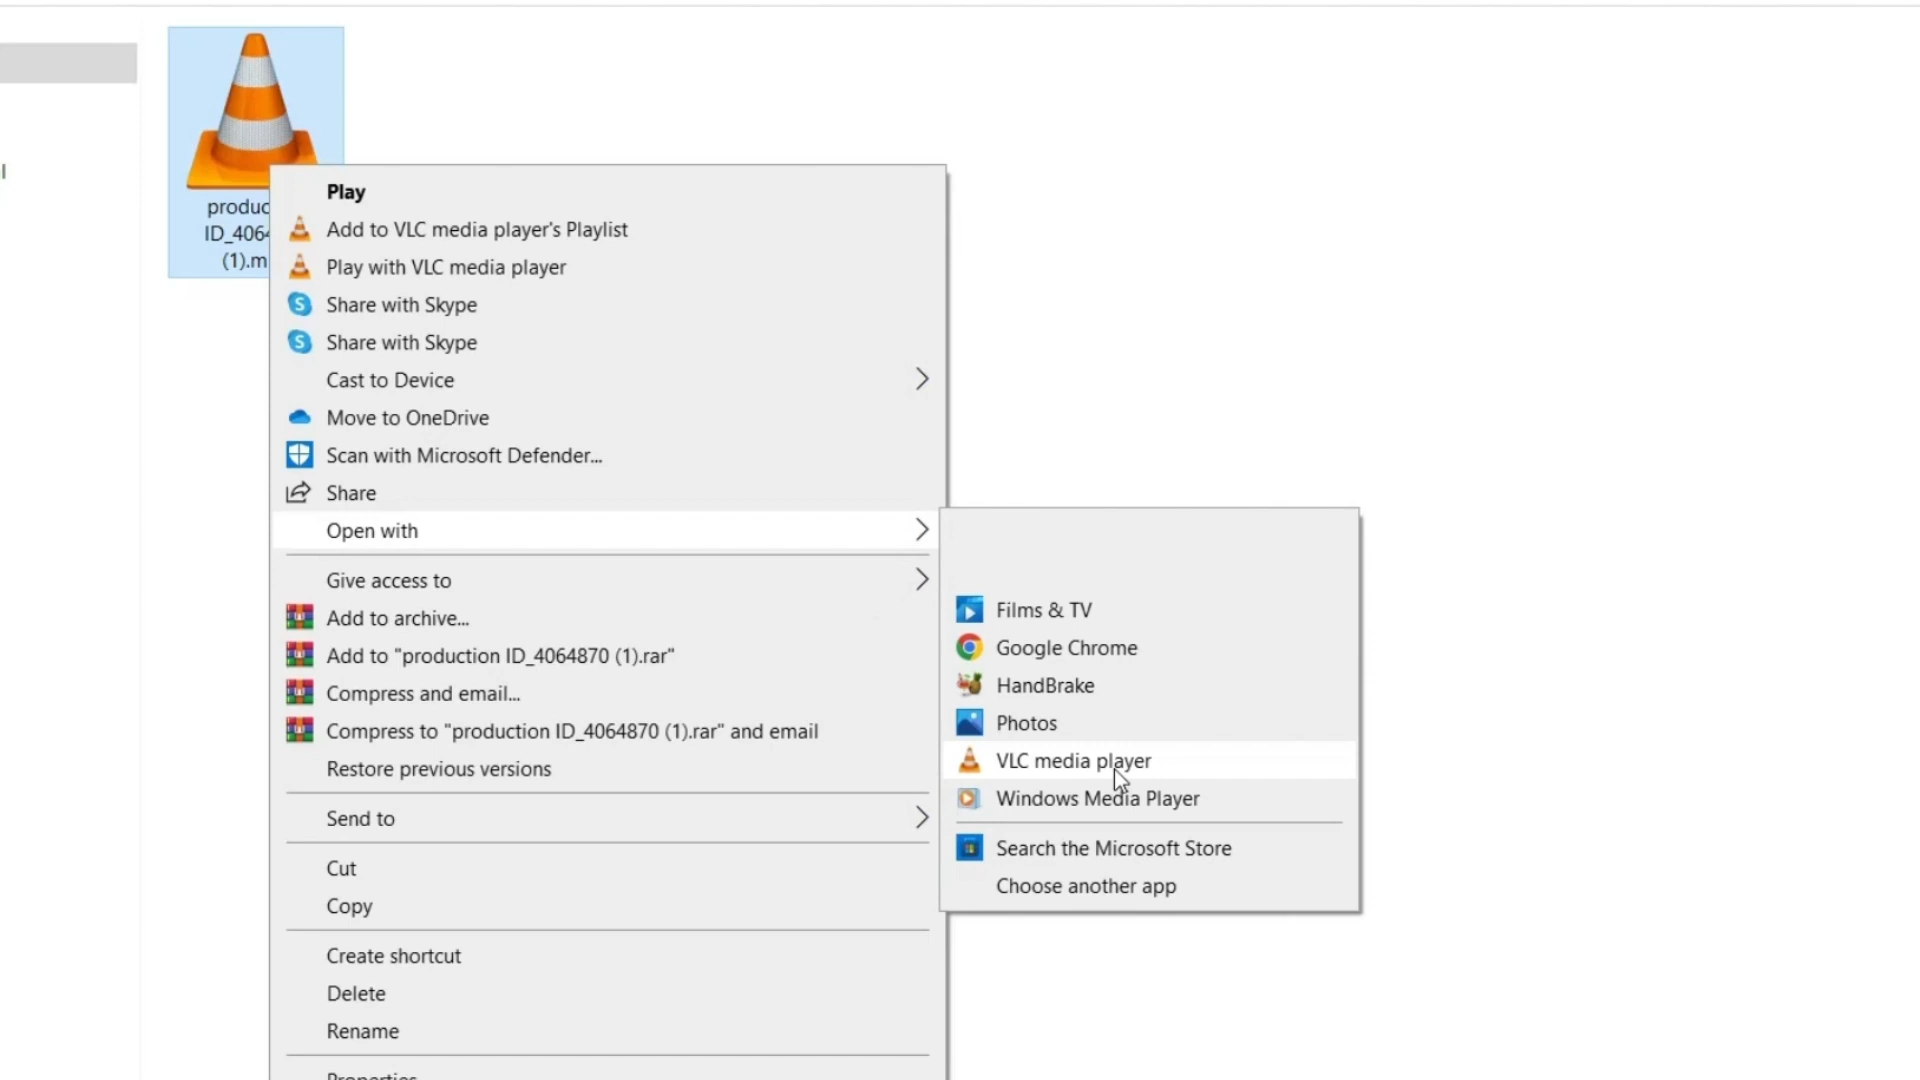 produc
ID_4064
(1).m
Play
Add to VLC media player's Playlist
Play with VLC media player
Share with Skype
Share with Skype
Cast to Device
Move to OneDrive
Scan with Microsoft Defender...
Share
Open with
Give access to
Add to archive...
Add to "production ID_4064870 (1).rar"
Compress and email...
Compress to "production ID_4064870 (1).rar" and email
Restore previous versions
Send to
Cut
Copy
Create shortcut
Delete
Rename
Properties
Films & TV
Google Chrome
HandBrake
Photos
VLC media player
Windows Media Player
Search the Microsoft Store
Choose another app